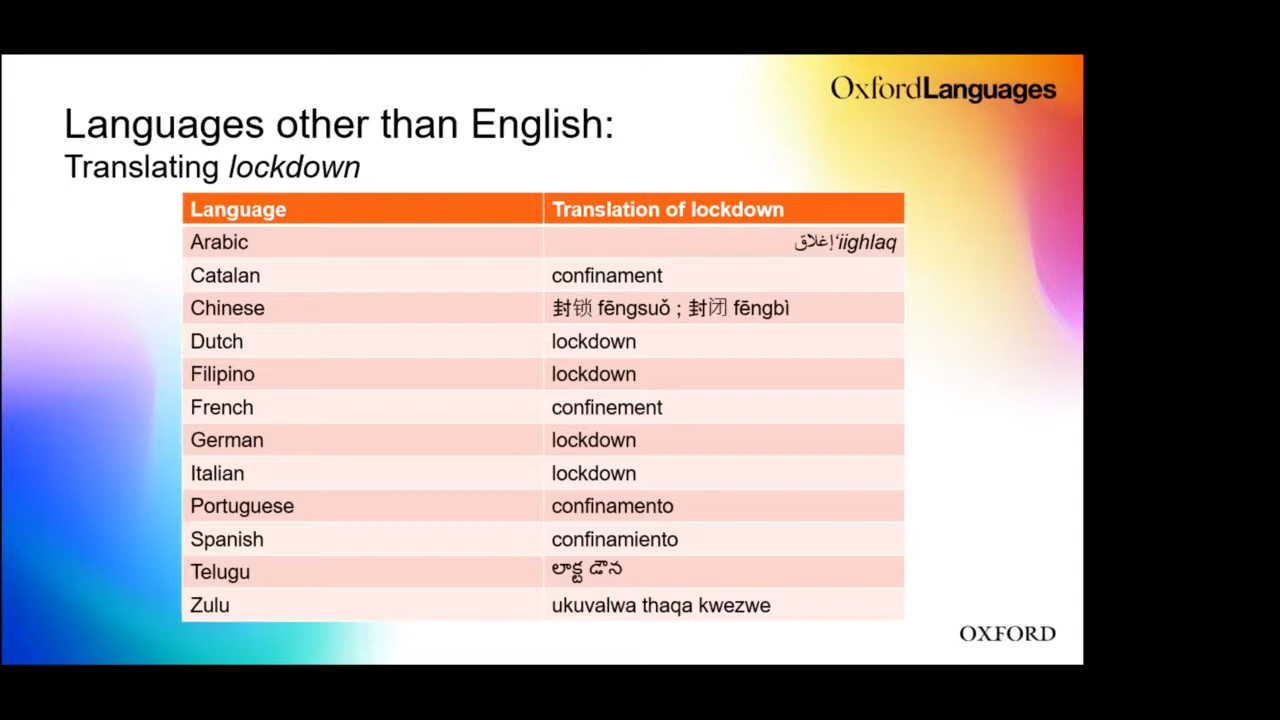 OxfordLanguages
Languages other than English:
Translating lockdown
Language Translation of lockdown
Arabic إغلاق‘iighlaq
Catalan confinament
Chinese 封锁 fēngsuǒ ; 封闭 fēngbì
Dutch lockdown
Filipino lockdown
French confinement
German lockdown
Italian lockdown
Portuguese confinamento
Spanish confinamiento
Telugu లాక్ట డౌన
Zulu ukuvalwa thaqa kwezwe
OXFORD